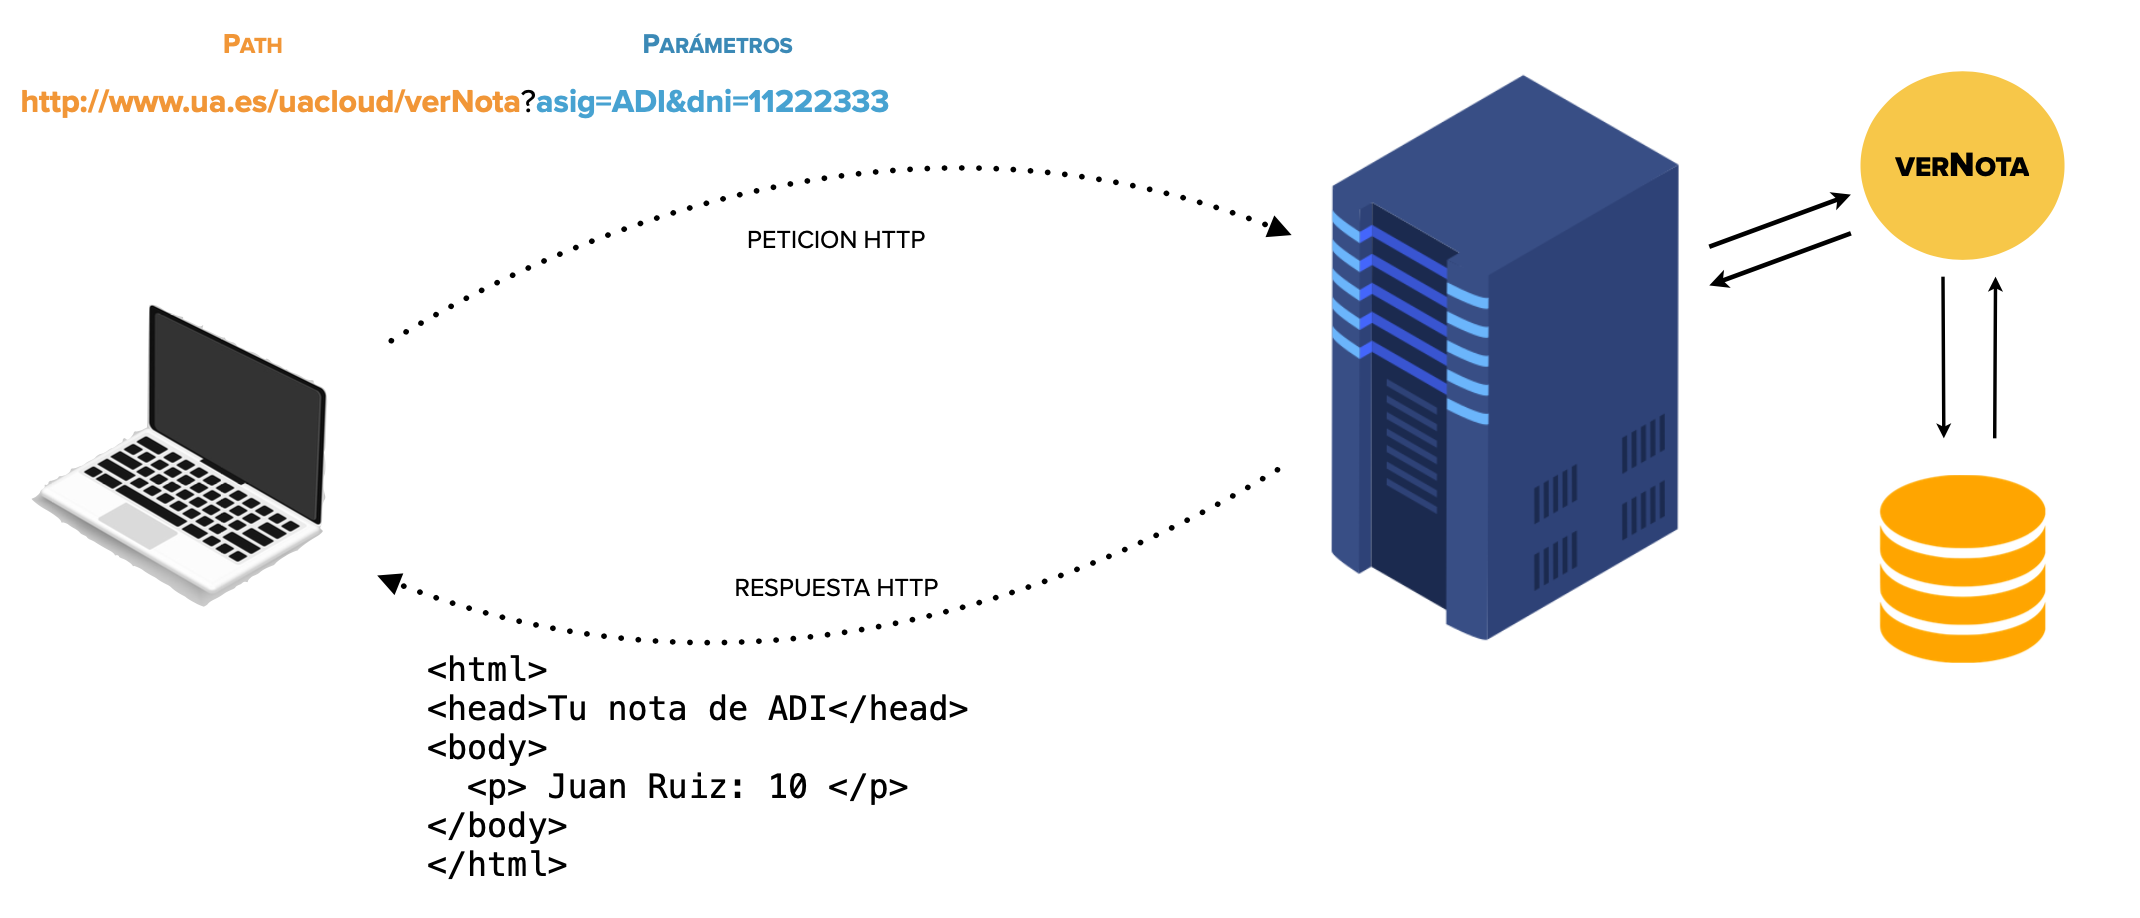 PATH
PARÁMETROS
http://www.ua.es/uacloud/verNota?asig=ADI&dni=11222333
VERNOTA
PETICION HTTP
RESPUESTA HTTP
<html>
<head>Tu nota de ADI</head>
<body>
  <p> Juan Ruiz: 10 </p>
</body>
</html>